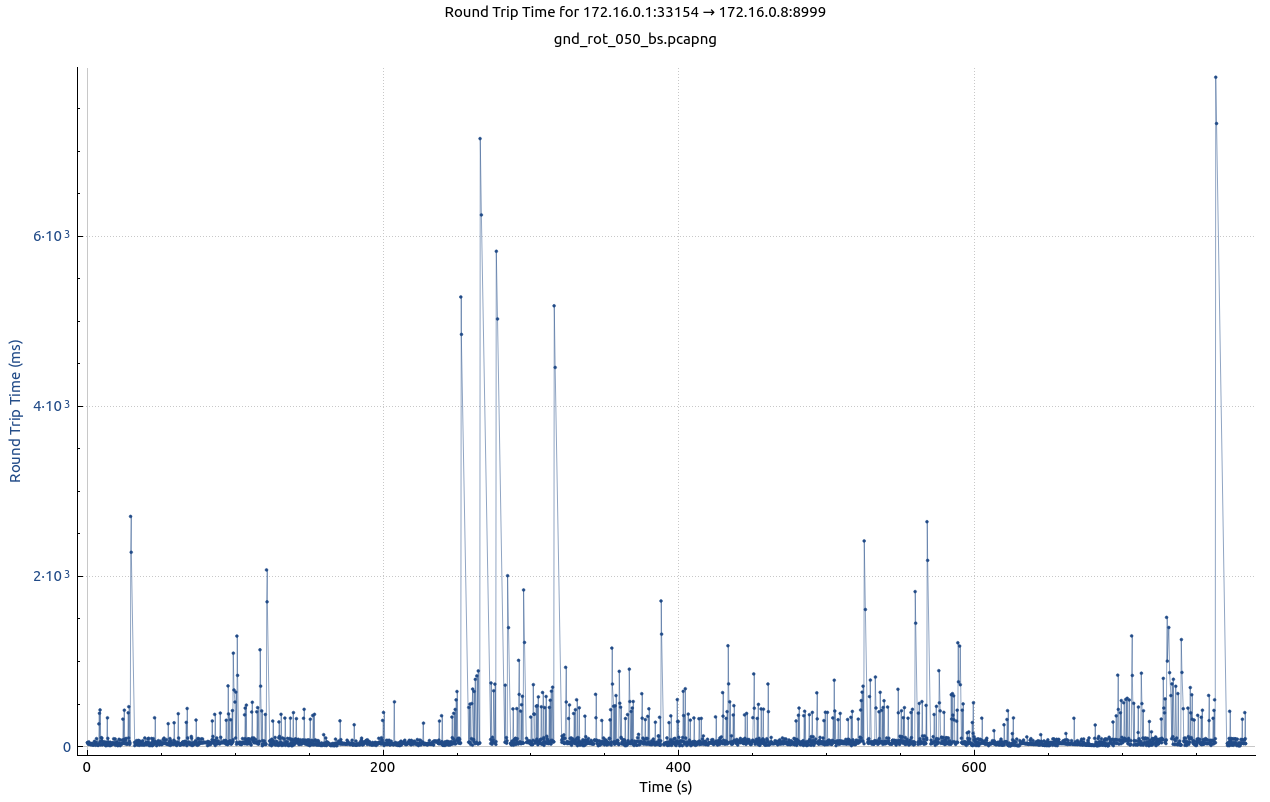 Round Trip Time for 172.16.0.1:33154 → 172.16.0.8:8999
gnd_rot_050_bs.pcapng
Round Trip Time (ms)
6·10³
4·10³
2·10³
0
0 200 400 600
Time (s)